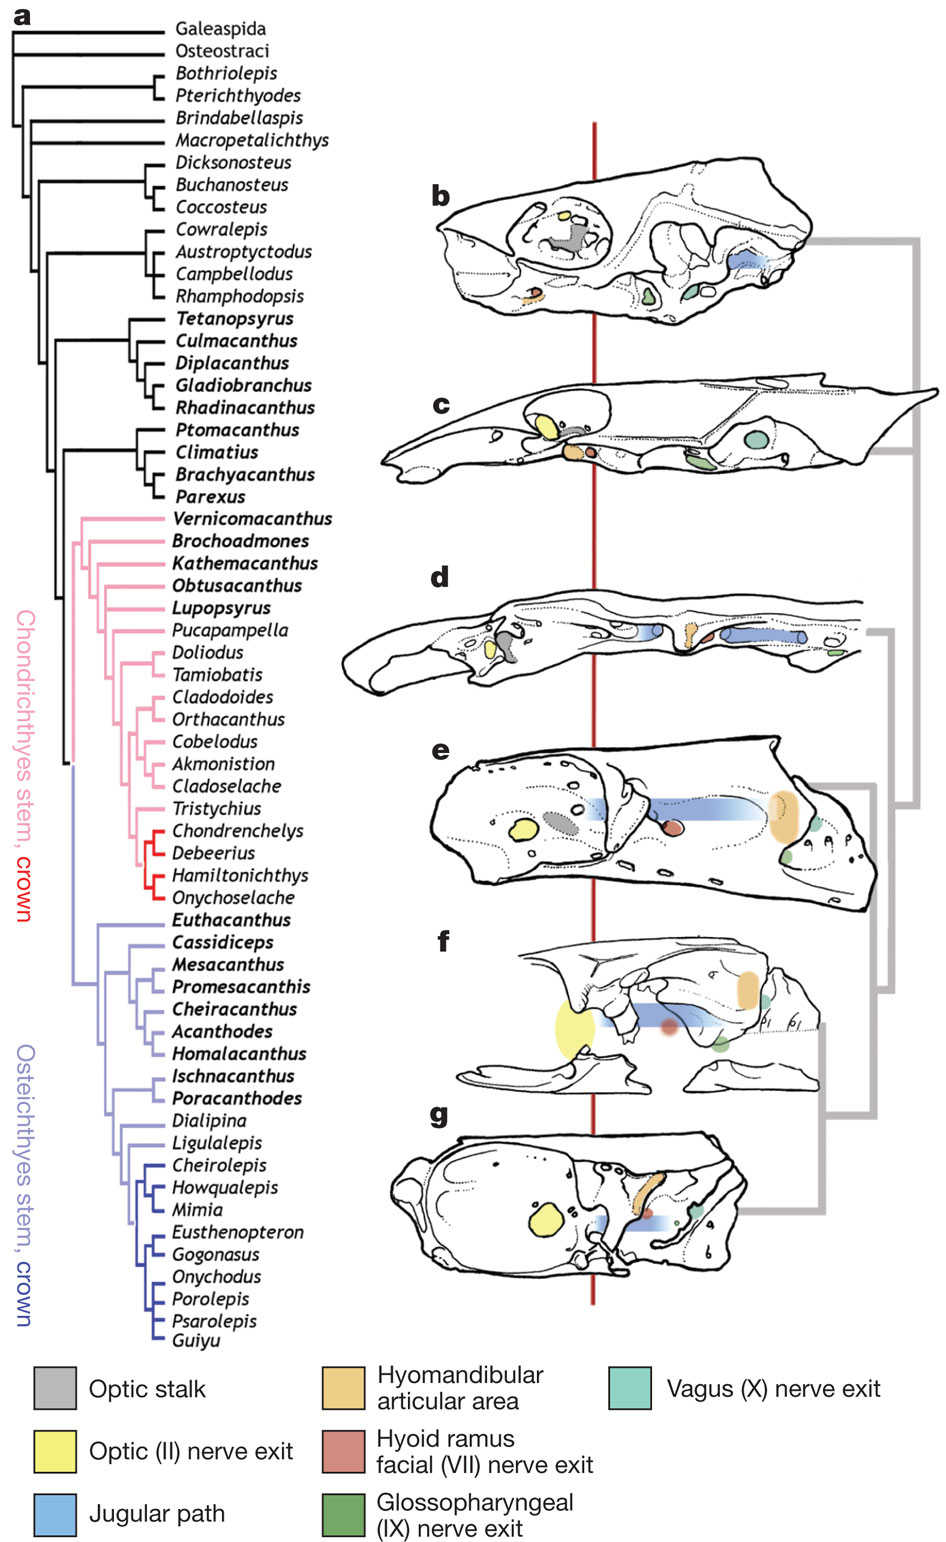 a
Galeaspida
Osteostraci
Bothriolepis
Pterichthyodes
Brindabellaspis
Macropetalichthys
Dicksonosteus
Buchanosteus
Coccosteus
Cowralepis
Austroptyctodus
Campbellodus
Rhamphodopsis
Tetanopsyrus
Culmacanthus
Diplacanthus
Gladiobranchus
Rhadinacanthus
Ptomacanthus
Climatius
Brachyacanthus
Parexus
Vernicomacanthus
Brochoadmones
Kathemacanthus
Obtusacanthus
Lupopsyrus
Pucapampella
Doliodus
Tamiobatis
Cladodoides
Orthacanthus
Cobelodus
Akmonistion
Cladoselache
Tristychius
Chondrenchelys
Debeerius
Hamiltonichthys
Onychoselache
Euthacanthus
Cassidiceps
Mesacanthus
Promesacanthis
Cheiracanthus
Acanthodes
Homalacanthus
Ischnacanthus
Poracanthodes
Dialipina
Ligulalepis
Cheirolepis
Howqualepis
Mimia
Eusthenopteron
Gogonasus
Onychodus
Porolepis
Psarolepis
Guiyu
Chondrichthyes stem, crown
Osteichthyes stem, crown
b
c
d
e
f
g
Optic stalk
Optic (II) nerve exit
Jugular path
Hyomandibular
articular area
Hyoid ramus
facial (VII) nerve exit
Glossopharyngeal
(IX) nerve exit
Vagus (X) nerve exit